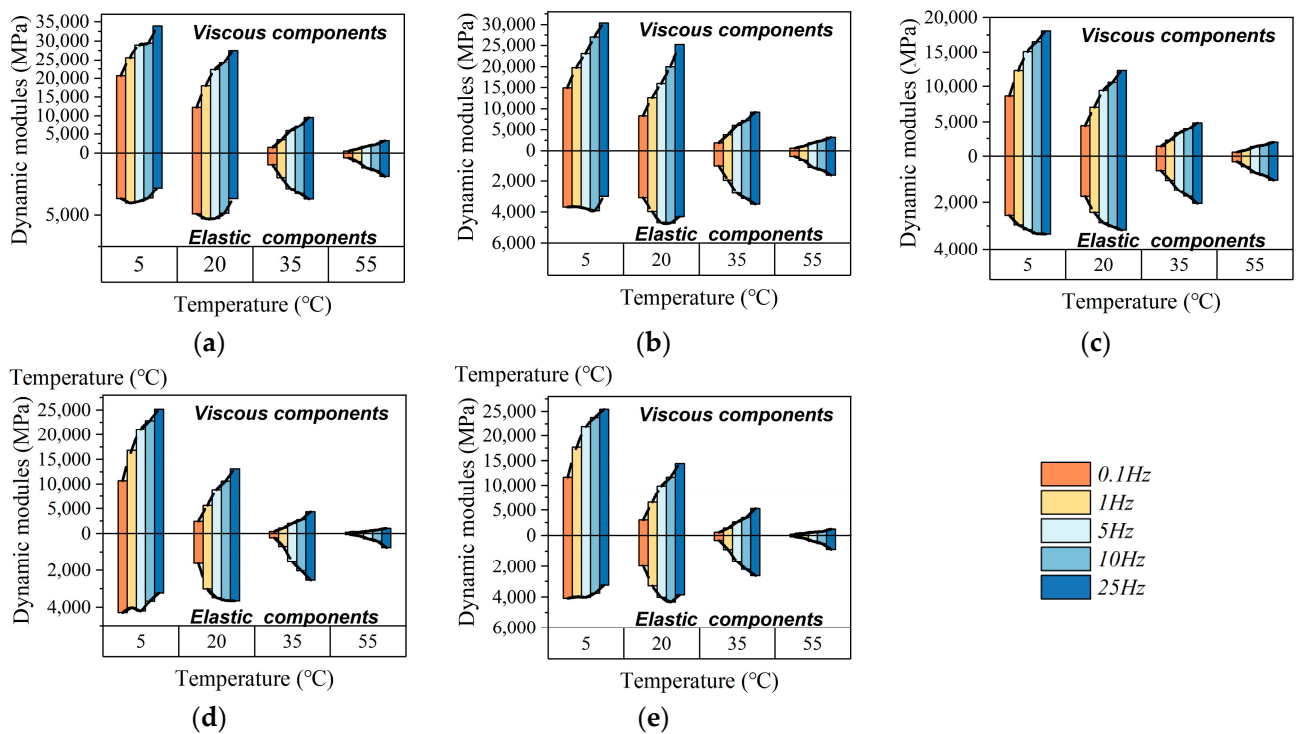 Dynamic modules (MPa)
35,000
30,000
25,000
20,000
15,000
10,000
5,000
0
5,000
Viscous components
Elastic components
5 20 35 55
Temperature (°C)
(a)
Dynamic modules (MPa)
30,000
25,000
20,000
15,000
10,000
5,000
0
2,000
4,000
6,000
Viscous components
Elastic components
5 20 35 55
Temperature (°C)
(b)
Dynamic modules (MPa)
20,000
15,000
10,000
5,000
0
2,000
4,000
Viscous components
Elastic components
5 20 35 55
Temperature (°C)
(c)
Temperature (°C)
Dynamic modules (MPa)
25,000
20,000
15,000
10,000
5,000
0
2,000
4,000
Viscous components
Elastic components
5 20 35 55
Temperature (°C)
(d)
Temperature (°C)
Dynamic modules (MPa)
25,000
20,000
15,000
10,000
5,000
0
2,000
4,000
6,000
Viscous components
Elastic components
5 20 35 55
Temperature (°C)
(e)
0.1Hz
1Hz
5Hz
10Hz
25Hz